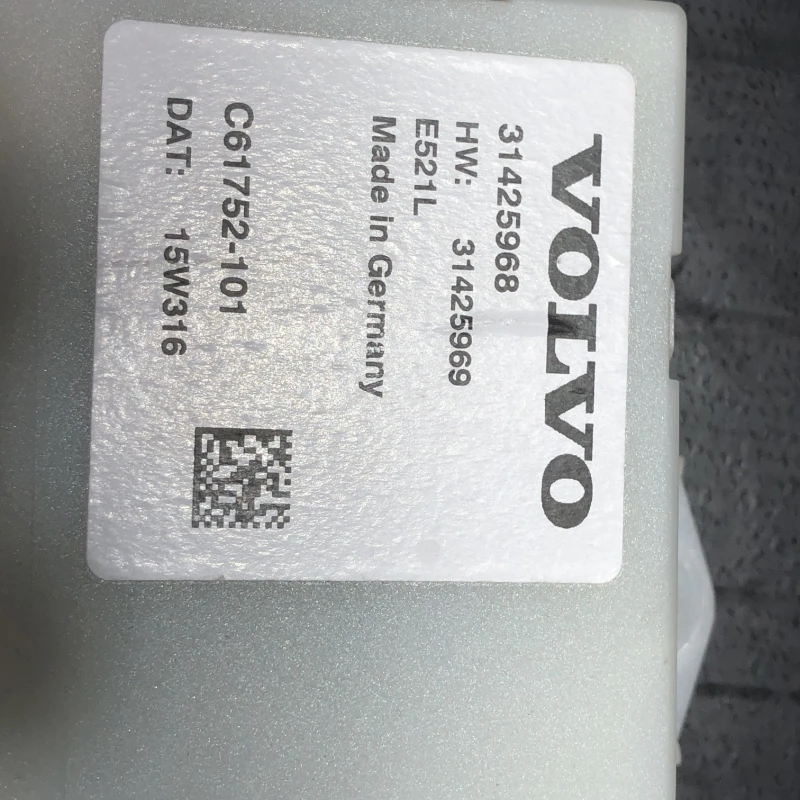 VOLVO
31425968
HW: 31425969
E521L
Made in Germany
C61752-101
DAT: 15W316